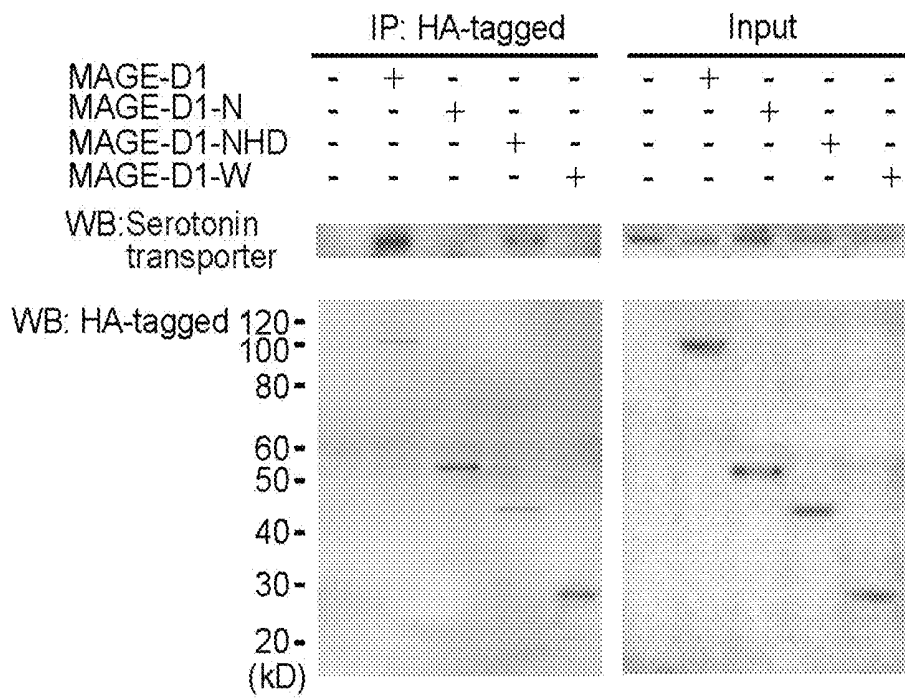 IP: HA-tagged Input
MAGE-D1 - + - - - - + - - -
MAGE-D1-N - - + - - - - + - -
MAGE-D1-NHD - - - + - - - - + -
MAGE-D1-W - - - - + - - - - +
WB:Serotonin
transporter
WB: HA-tagged 120-
100-
80-
60-
50-
40-
30-
20-
(kD)